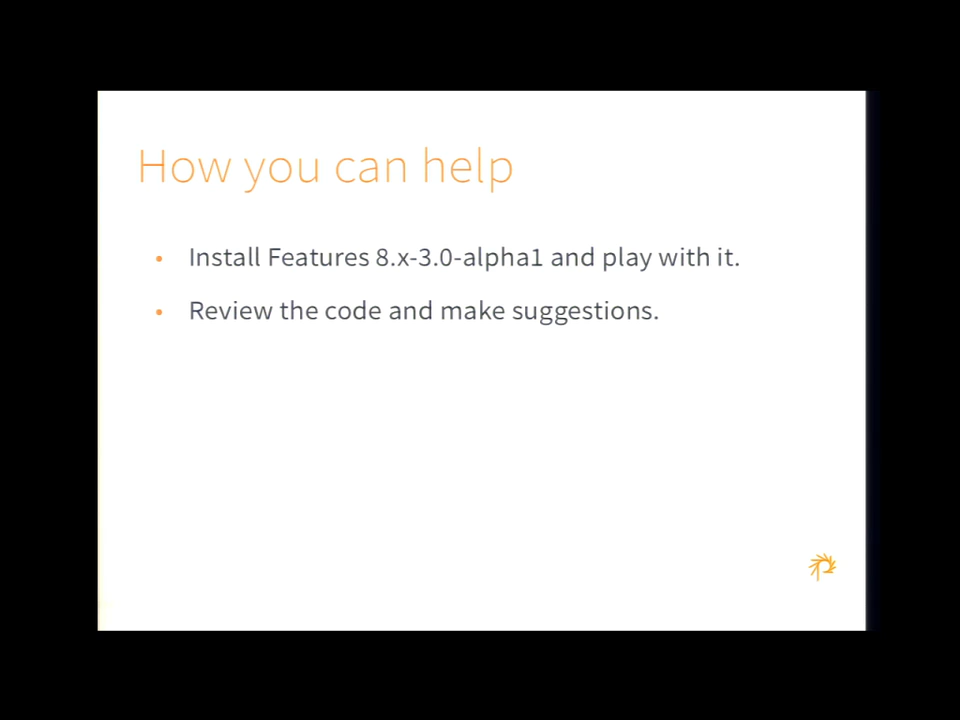 How you can help
• Install Features 8.x-3.0-alpha1 and play with it.
• Review the code and make suggestions.